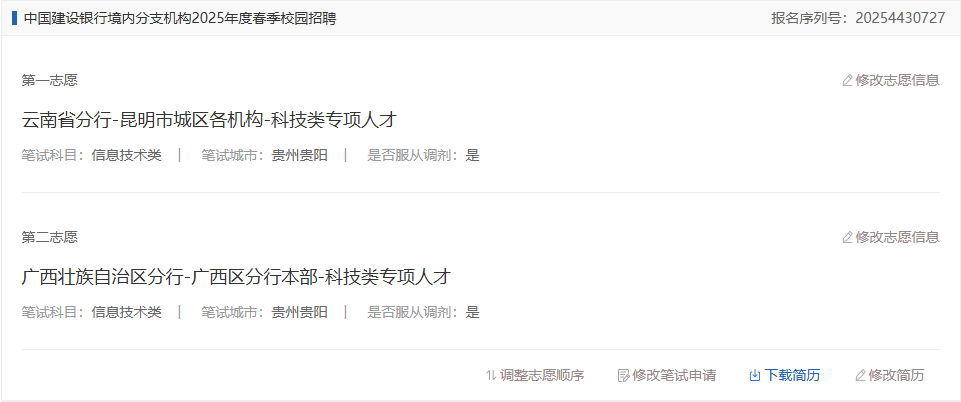 中国建设银行境内分支机构2025年度春季校园招聘 报名序列号：20254430727
第一志愿 修改志愿信息
云南省分行-昆明市城区各机构-科技类专项人才
笔试科目：信息技术类 | 笔试城市：贵州贵阳 | 是否服从调剂：是
第二志愿 修改志愿信息
广西壮族自治区分行-广西区分行本部-科技类专项人才
笔试科目：信息技术类 | 笔试城市：贵州贵阳 | 是否服从调剂：是
调整志愿顺序 修改笔试申请 下载简历 修改简历